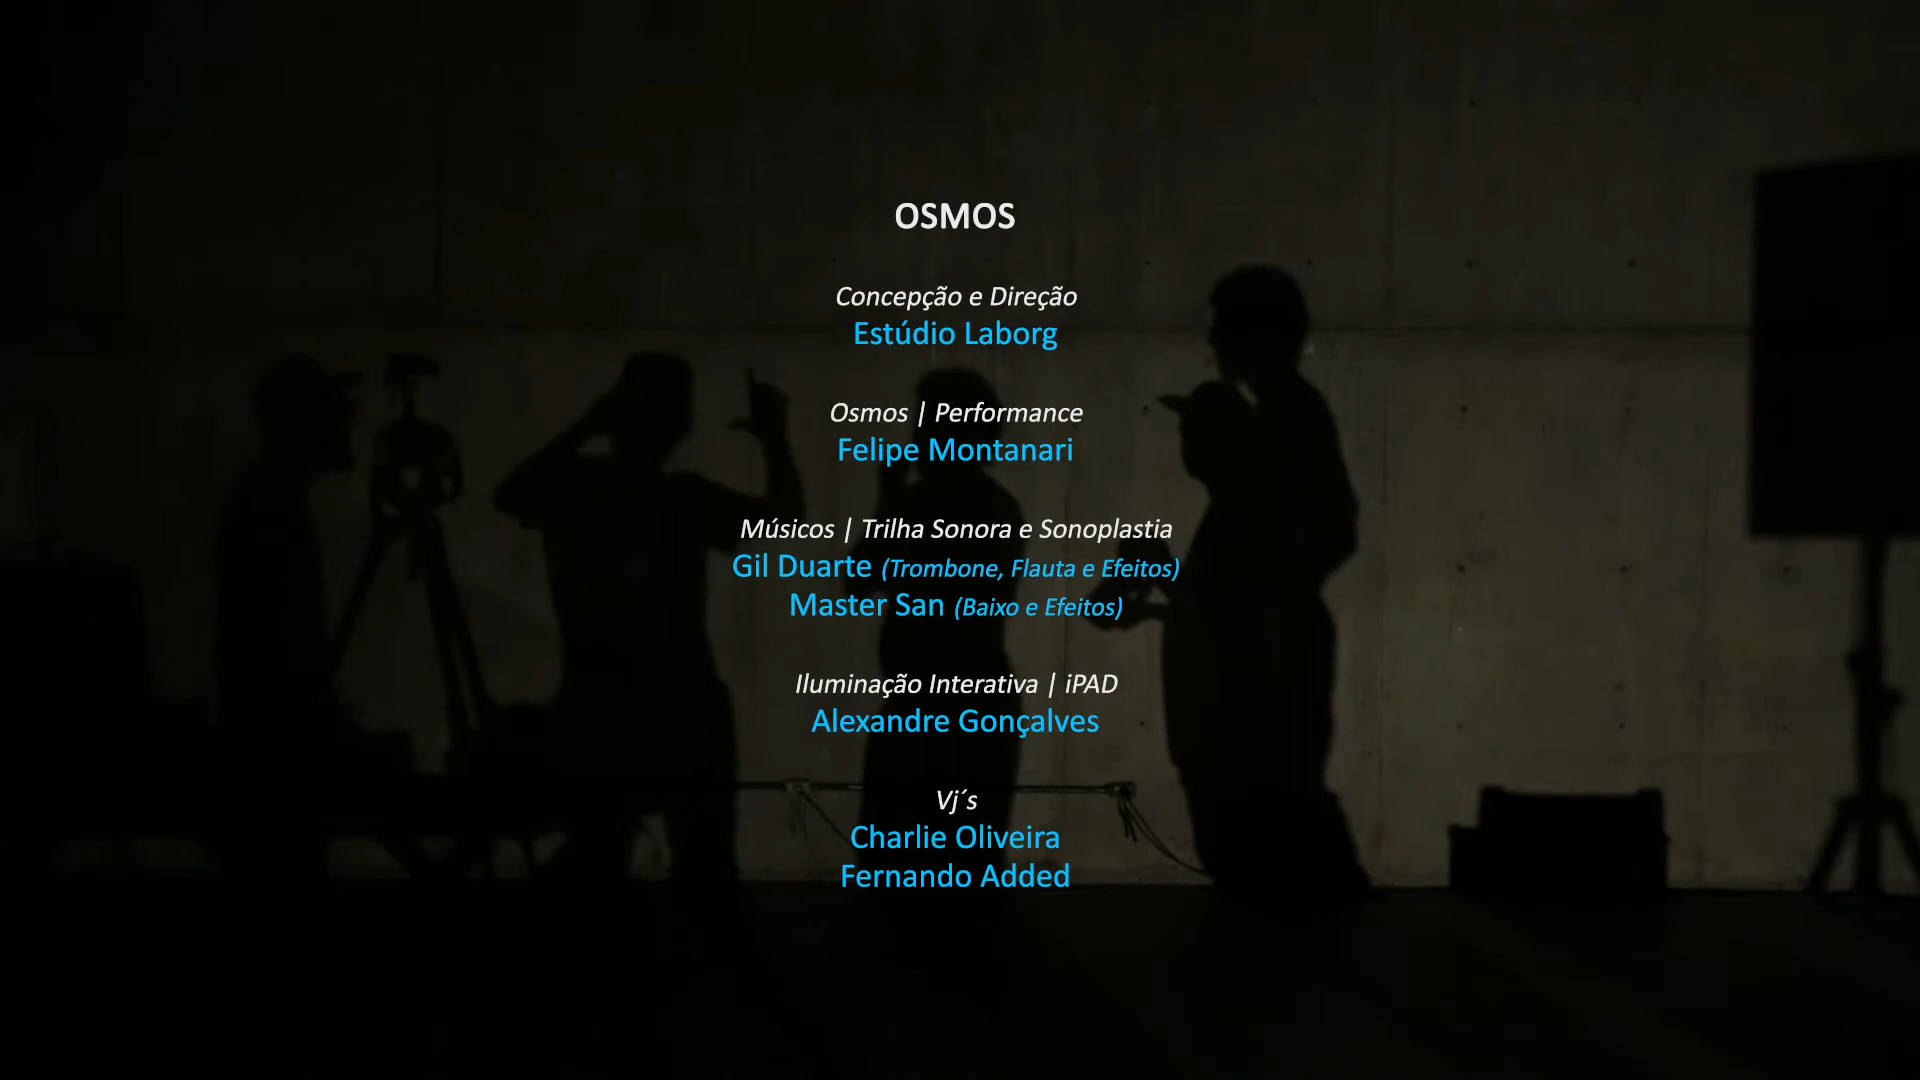 OSMOS
Concepção e Direção
Estúdio Laborg
Osmos | Performance
Felipe Montanari
Músicos | Trilha Sonora e Sonoplastia
Gil Duarte (Trombone, Flauta e Efeitos)
Master San (Baixo e Efeitos)
Iluminação Interativa | iPAD
Alexandre Gonçalves
Vj´s
Charlie Oliveira
Fernando Added